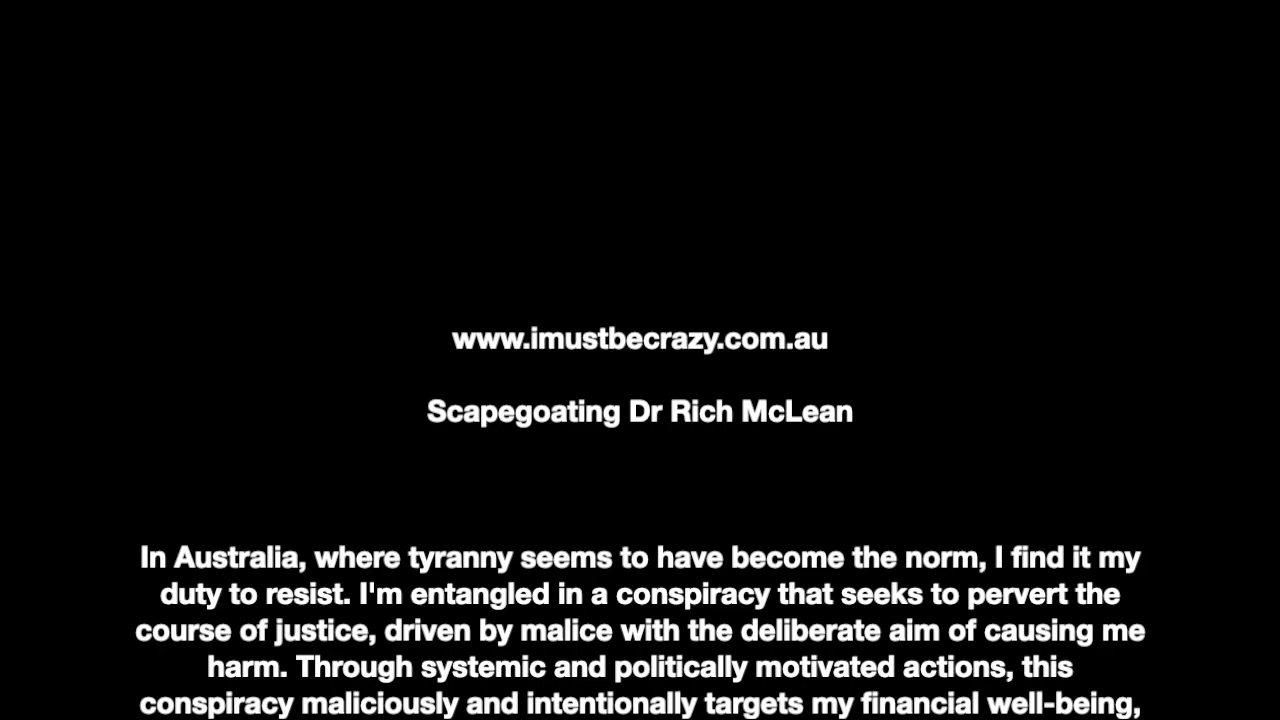 www.imustbecrazy.com.au
Scapegoating Dr Rich McLean
In Australia, where tyranny seems to have become the norm, I find it my
duty to resist. I'm entangled in a conspiracy that seeks to pervert the
course of justice, driven by malice with the deliberate aim of causing me
harm. Through systemic and politically motivated actions, this
conspiracy maliciously and intentionally targets my financial well-being,